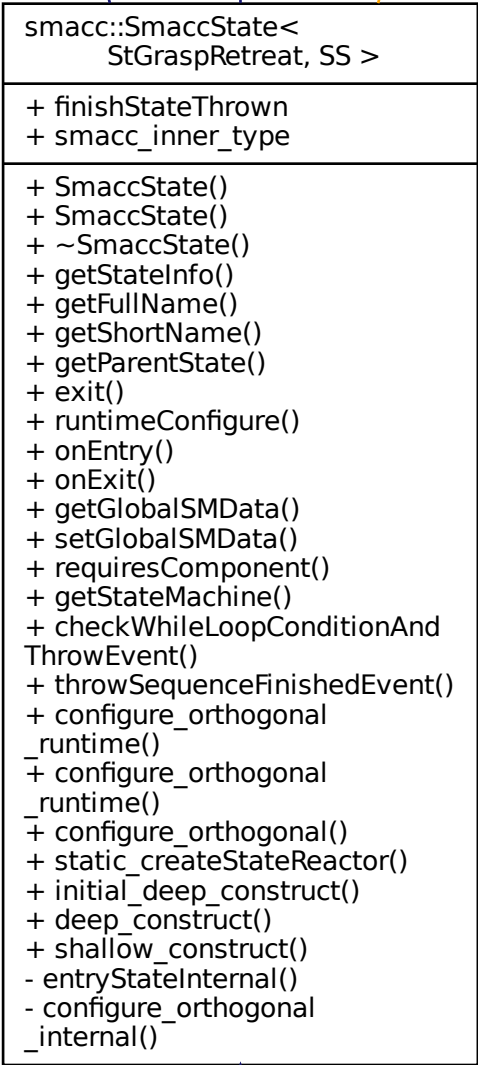 smacc::SmaccState<
StGraspRetreat, SS >
+ finishStateThrown
+ smacc_inner_type
+ SmaccState()
+ SmaccState()
+ ~SmaccState()
+ getStateInfo()
+ getFullName()
+ getShortName()
+ getParentState()
+ exit()
+ runtimeConfigure()
+ onEntry()
+ onExit()
+ getGlobalSMData()
+ setGlobalSMData()
+ requiresComponent()
+ getStateMachine()
+ checkWhileLoopConditionAnd
ThrowEvent()
+ throwSequenceFinishedEvent()
+ configure_orthogonal
_runtime()
+ configure_orthogonal
_runtime()
+ configure_orthogonal()
+ static_createStateReactor()
+ initial_deep_construct()
+ deep_construct()
+ shallow_construct()
- entryStateInternal()
- configure_orthogonal
_internal()